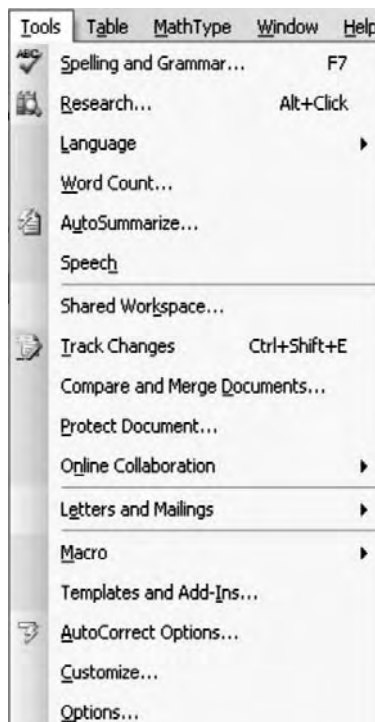 Tools Table MathType Window Help
ABC Spelling and Grammar... F7
Research... Alt+Click
Language
Word Count...
AutoSummarize...
Speech
Shared Workspace...
Track Changes Ctrl+Shift+E
Compare and Merge Documents...
Protect Document...
Online Collaboration
Letters and Mailings
Macro
Templates and Add-Ins...
AutoCorrect Options...
Customize...
Options...